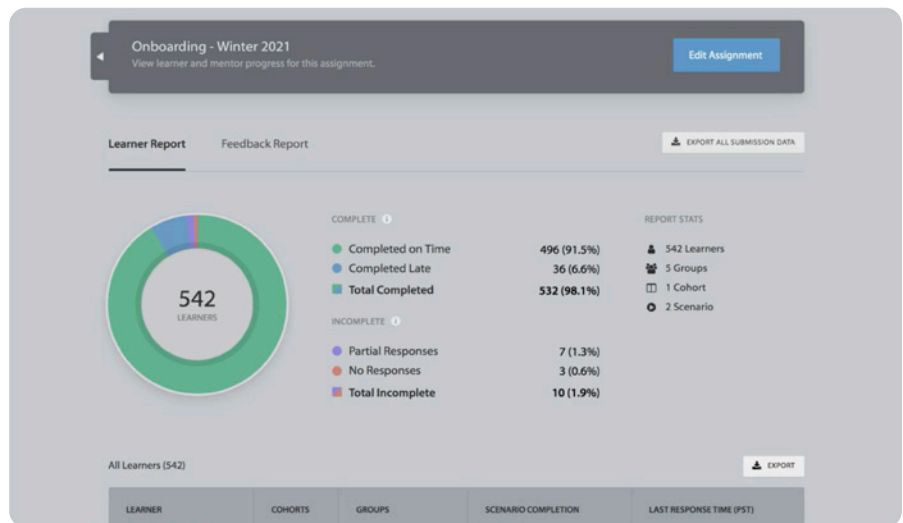 Onboarding - Winter 2021
View learner and mentor progress for this assignment.
Edit Assignment
Learner Report
Feedback Report
EXPORT ALL SUBMISSION DATA
542
LEARNERS
COMPLETE
Completed on Time 496 (91.5%)
Completed Late 36 (6.6%)
Total Completed 532 (98.1%)
INCOMPLETE
Partial Responses 7 (1.3%)
No Responses 3 (0.6%)
Total Incomplete 10 (1.9%)
REPORT STATS
542 Learners
5 Groups
1 Cohort
2 Scenario
All Learners (542)
EXPORT
LEARNER COHORTS GROUPS SCENARIO COMPLETION LAST RESPONSE TIME (PST)